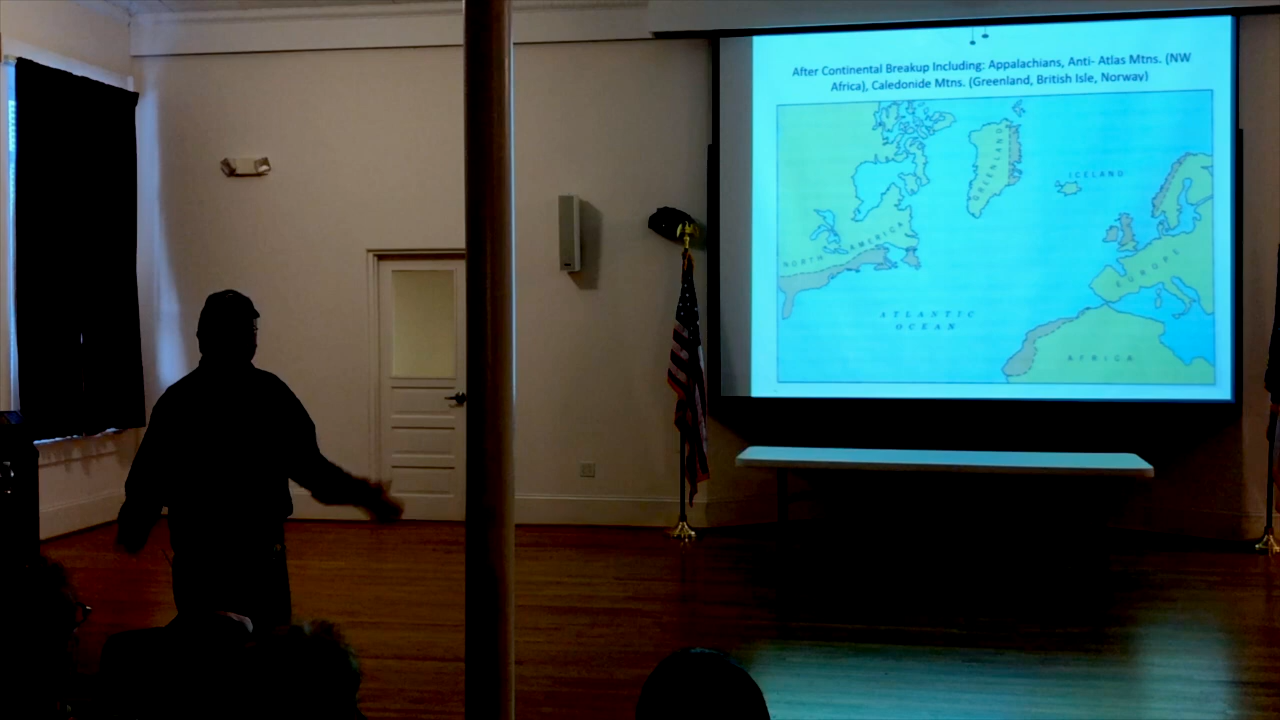 After Continental Breakup Including: Appalachians, Anti- Atlas Mtns. (NW
Africa), Caledonide Mtns. (Greenland, British Isle, Norway)
GREENLAND
ICELAND
NORTH AMERICA
EUROPE
ATLANTIC
OCEAN
AFRICA